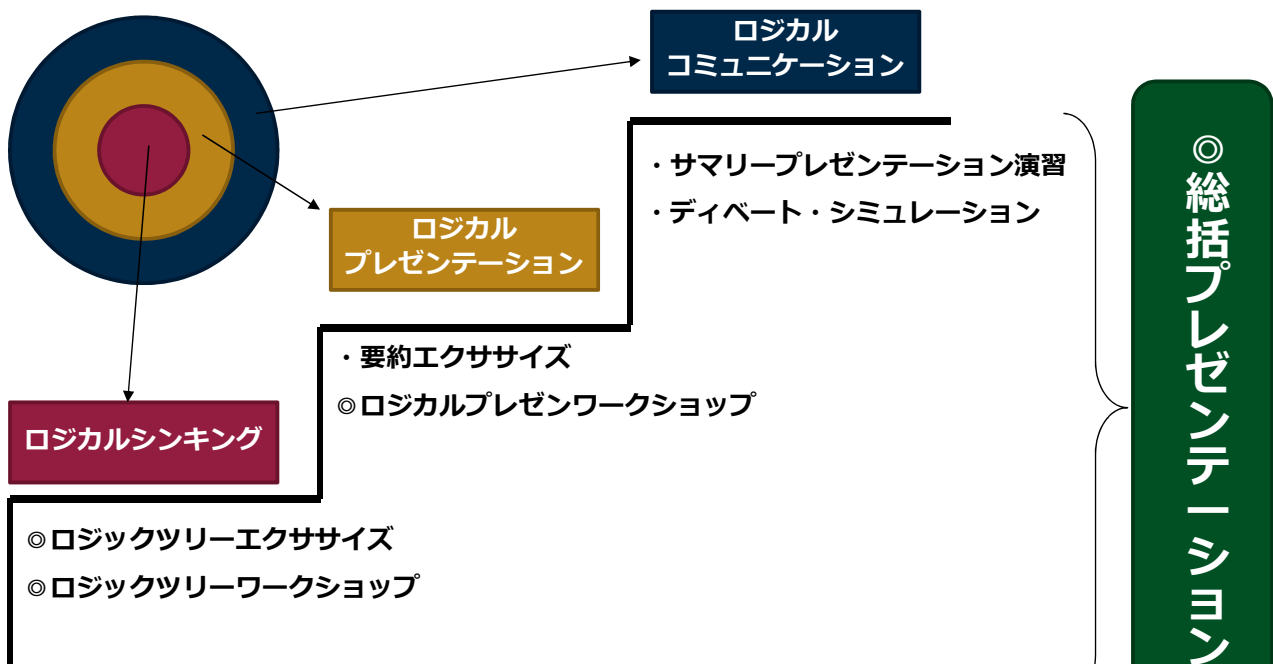 ロジカル
コミュニケーション
・サマリープレゼンテーション演習
・ディベート・シミュレーション
ロジカル
プレゼンテーション
・要約エクササイズ
◎ロジカルプレゼンワークショップ
ロジカルシンキング
◎ロジックツリーエクササイズ
◎ロジックツリーワークショップ
◎総括プレゼンテーション